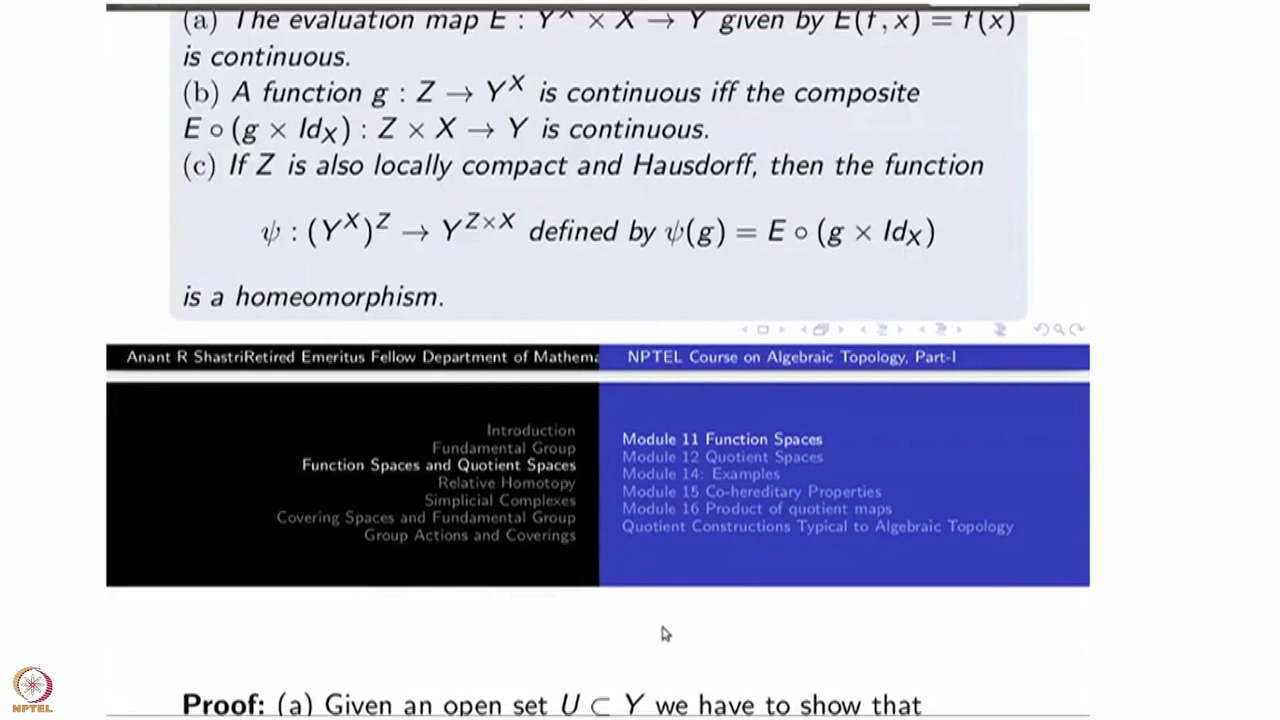 (a) The evaluation map E : Y^X × X → Y given by E(f, x) = f(x)
is continuous.
(b) A function g : Z → Y^X is continuous iff the composite
E ∘ (g × Id_X) : Z × X → Y is continuous.
(c) If Z is also locally compact and Hausdorff, then the function
ψ : (Y^X)^Z → Y^{Z×X} defined by ψ(g) = E ∘ (g × Id_X)
is a homeomorphism.
Anant R ShastriRetired Emeritus Fellow Department of Mathema
NPTEL Course on Algebraic Topology, Part-I
Introduction
Fundamental Group
Function Spaces and Quotient Spaces
Relative Homotopy
Simplicial Complexes
Covering Spaces and Fundamental Group
Group Actions and Coverings
Module 11 Function Spaces
Module 12 Quotient Spaces
Module 14: Examples
Module 15 Co-hereditary Properties
Module 16 Product of quotient maps
Quotient Constructions Typical to Algebraic Topology
Proof: (a) Given an open set U ⊂ Y we have to show that
NPTEL